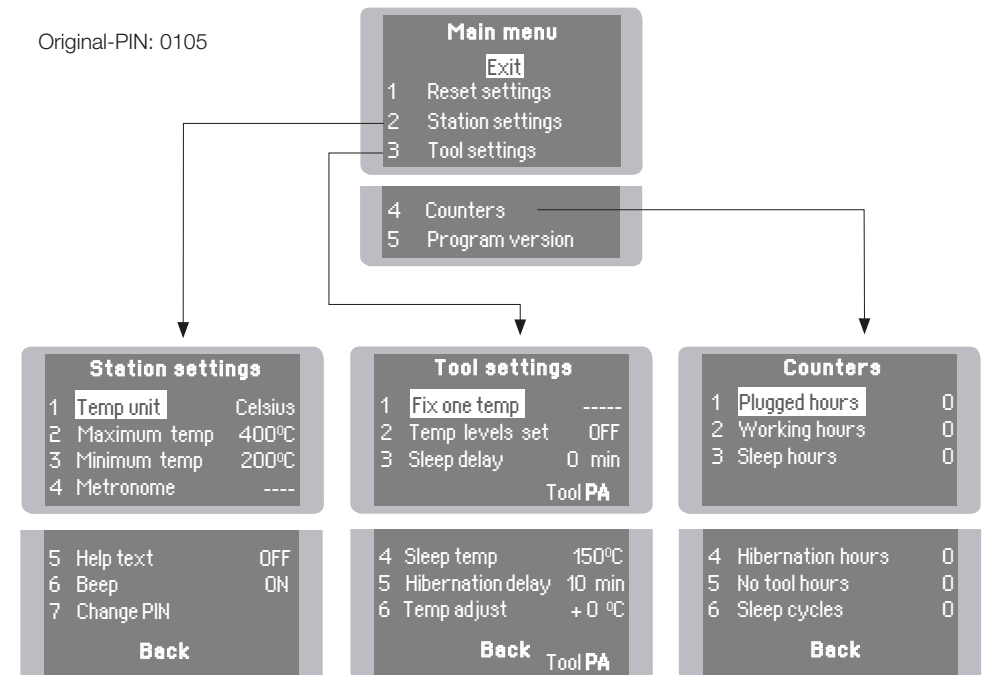 Original-PIN: 0105
Main menu
Exit
1 Reset settings
2 Station settings
3 Tool settings
4 Counters
5 Program version
Station settings
1 Temp unit Celsius
2 Maximum temp 400ºC
3 Minimum temp 200ºC
4 Metronome ----
5 Help text OFF
6 Beep ON
7 Change PIN
Back
Tool settings
1 Fix one temp -----
2 Temp levels set OFF
3 Sleep delay 0 min
Tool PA
4 Sleep temp 150ºC
5 Hibernation delay 10 min
6 Temp adjust +0 ºC
Back
Tool PA
Counters
1 Plugged hours 0
2 Working hours 0
3 Sleep hours 0
4 Hibernation hours 0
5 No tool hours 0
6 Sleep cycles 0
Back